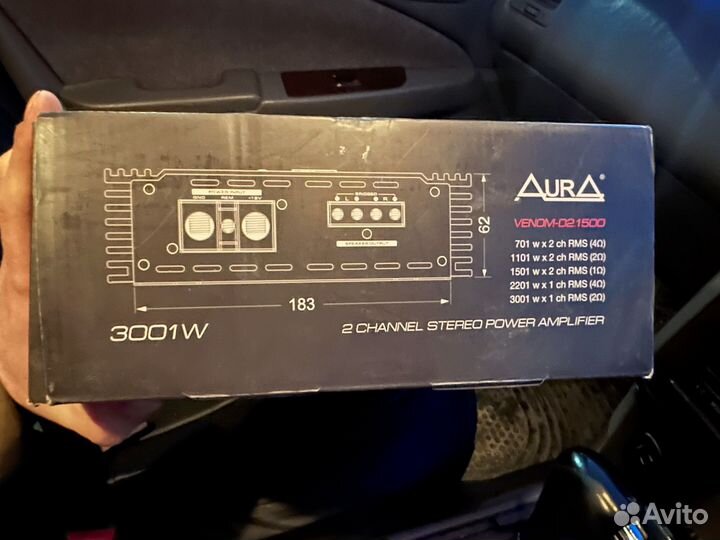 AURA
VENOM-D2.1500
701 w x 2 ch RMS (4Ω)
1101 w x 2 ch RMS (2Ω)
1501 w x 2 ch RMS (1Ω)
2201 w x 1 ch RMS (4Ω)
3001 w x 1 ch RMS (2Ω)
POWER INPUT
GND REM +12V
BRIDGED
L R
SPEAKER OUTPUT
62
183
3001W
2 CHANNEL STEREO POWER AMPLIFIER
Avito